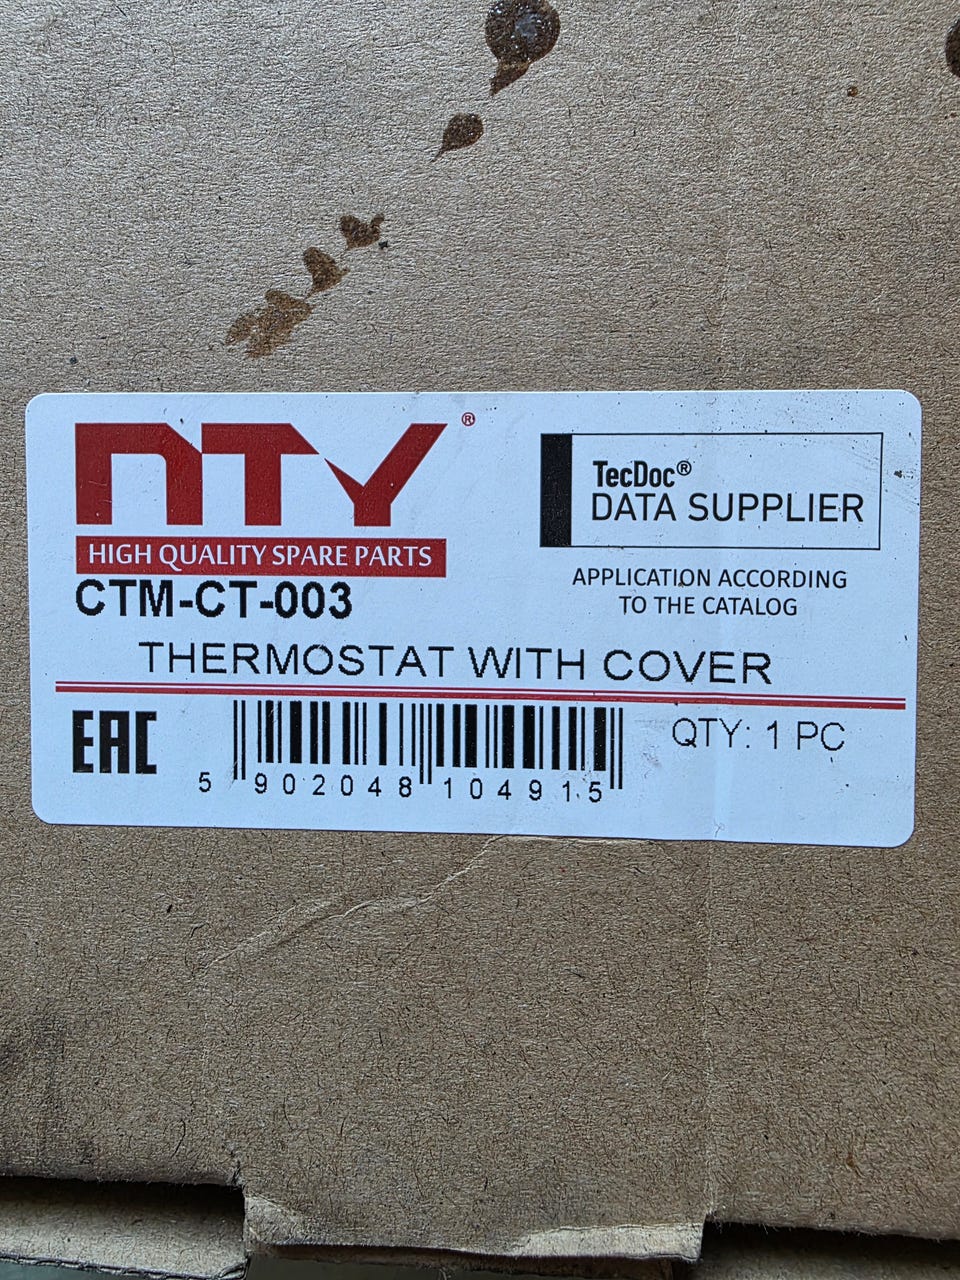 NTY®
HIGH QUALITY SPARE PARTS
CTM-CT-003
TecDoc®
DATA SUPPLIER
APPLICATION ACCORDING
TO THE CATALOG
THERMOSTAT WITH COVER
EAC
5 902048 104915
QTY: 1 PC